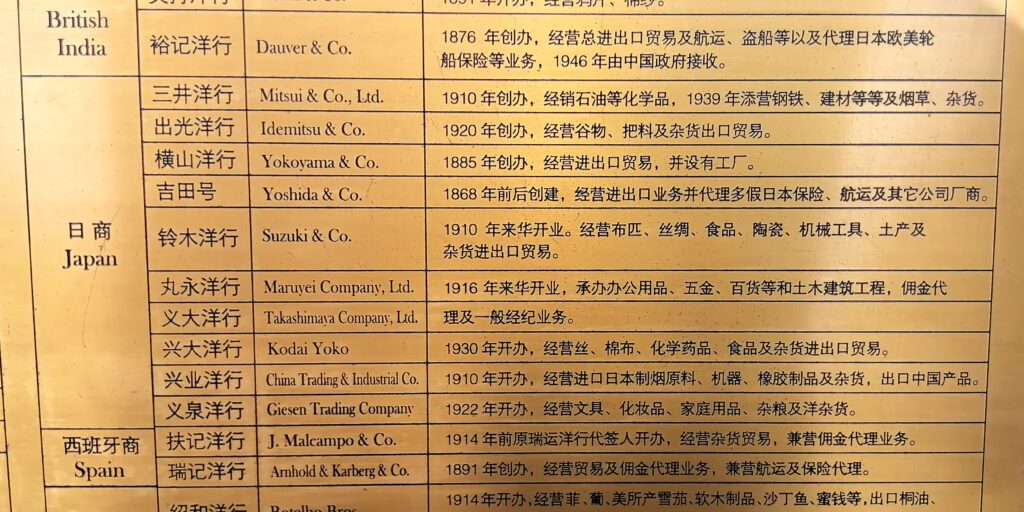 1891年开办，经营鸦片、棉纱。
British
India
裕记洋行 Dauver & Co. 1876 年创办，经营总进出口贸易及航运、盗船等以及代理日本欧美轮
船保险等业务，1946 年由中国政府接收。
三井洋行 Mitsui & Co., Ltd. 1910 年创办，经销石油等化学品，1939 年添营钢铁、建材等等及烟草、杂货。
出光洋行 Idemitsu & Co. 1920 年创办，经营谷物、把料及杂货出口贸易。
横山洋行 Yokoyama & Co. 1885 年创办，经营进出口贸易，并设有工厂。
吉田号 Yoshida & Co. 1868 年前后创建，经营进出口业务并代理多假日本保险、航运及其它公司厂商。
日商
Japan
铃木洋行 Suzuki & Co. 1910 年来华开业。经营布匹、丝绸、食品、陶瓷、机械工具、土产及
杂货进出口贸易。
丸永洋行 Maruyei Company, Ltd. 1916 年来华开业，承办办公用品、五金、百货等和土木建筑工程，佣金代
义大洋行 Takashimaya Company, Ltd. 理及一般经纪业务。
兴大洋行 Kodai Yoko 1930 年开办，经营丝、棉布、化学药品、食品及杂货进出口贸易。
兴业洋行 China Trading & Industrial Co. 1910 年开办，经营进口日本制烟原料、机器、橡胶制品及杂货，出口中国产品。
义泉洋行 Giesen Trading Company 1922 年开办，经营文具、化妆品、家庭用品、杂粮及洋杂货。
西班牙商
Spain
扶记洋行 J. Malcampo & Co. 1914 年前原瑞运洋行代签人开办，经营杂货贸易，兼营佣金代理业务。
瑞记洋行 Arnhold & Karberg & Co. 1891 年创办，经营贸易及佣金代理业务，兼营航运及保险代理。
绍和洋行 Botelho Bros. 1914 年开办，经营菲、葡、美所产雪茄、软木制品、沙丁鱼、蜜钱等，出口桐油、